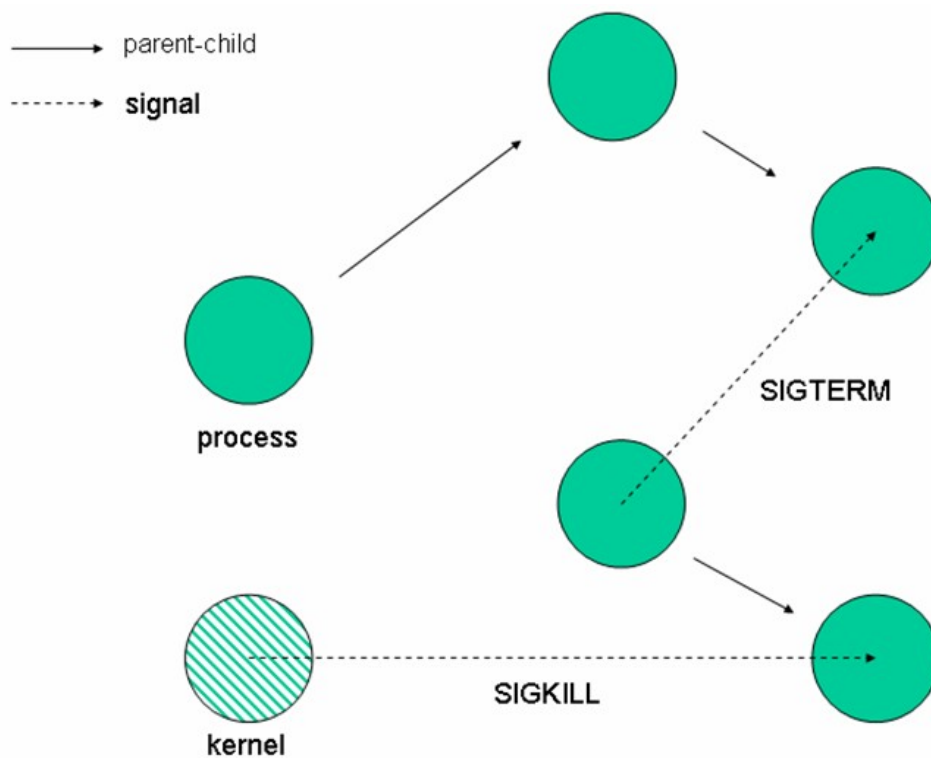 parent-child
signal
process
SIGTERM
SIGKILL
kernel